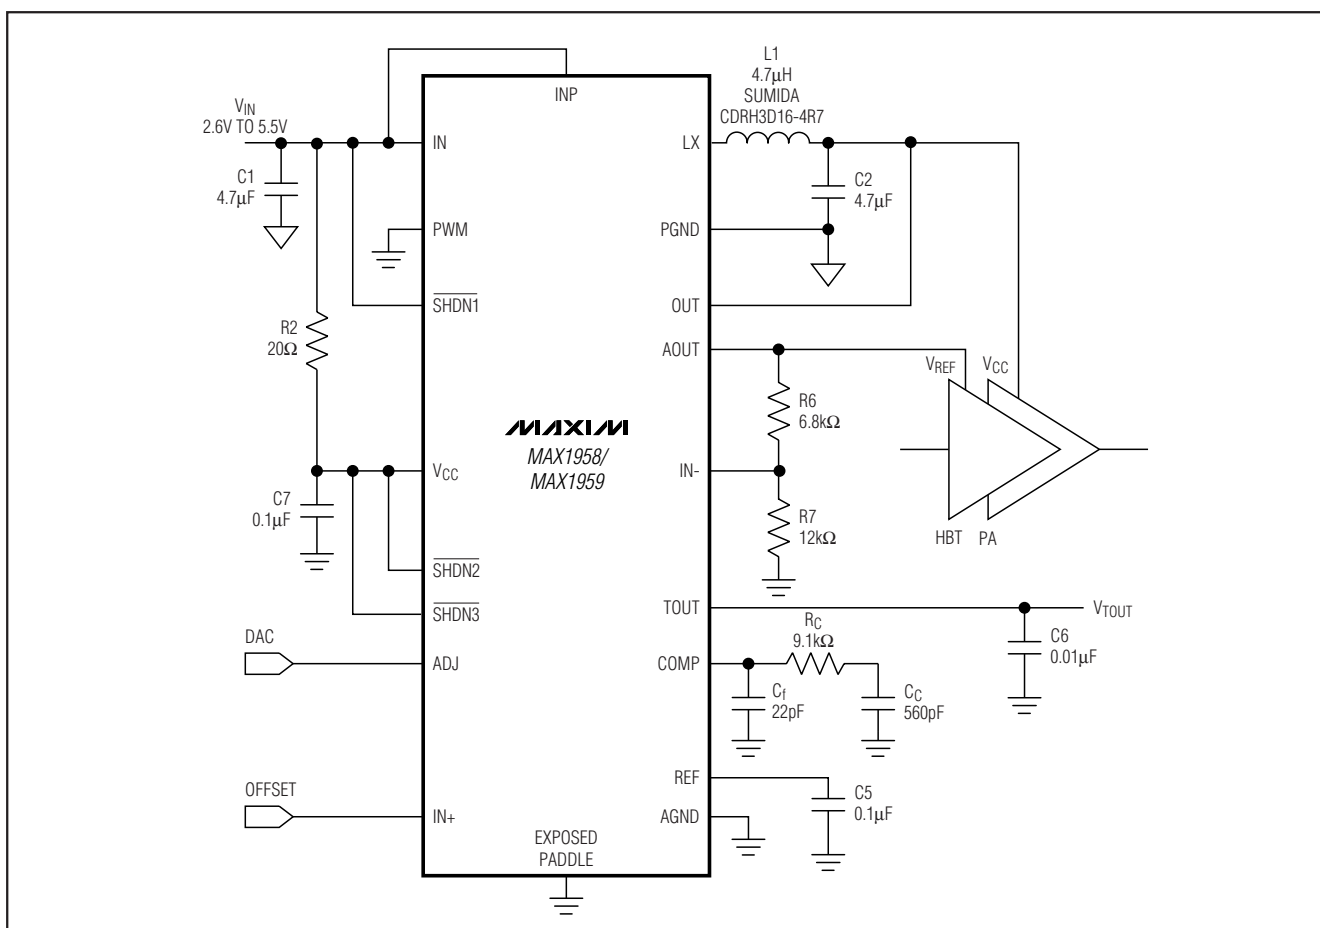 L1
4.7µH
SUMIDA
CDRH3D16-4R7
INP
VIN
2.6V TO 5.5V
IN
LX
C1
4.7µF
C2
4.7µF
PWM
PGND
SHDN1
OUT
R2
20Ω
AOUT
VREF
VCC
R6
6.8kΩ
MAXIM
MAX1958/
MAX1959
VCC
IN-
C7
0.1µF
R7
12kΩ
HBT
PA
SHDN2
SHDN3
TOUT
VTOUT
RC
9.1kΩ
C6
0.01µF
DAC
ADJ
COMP
Cf
22pF
CC
560pF
OFFSET
REF
C5
0.1µF
IN+
AGND
EXPOSED
PADDLE